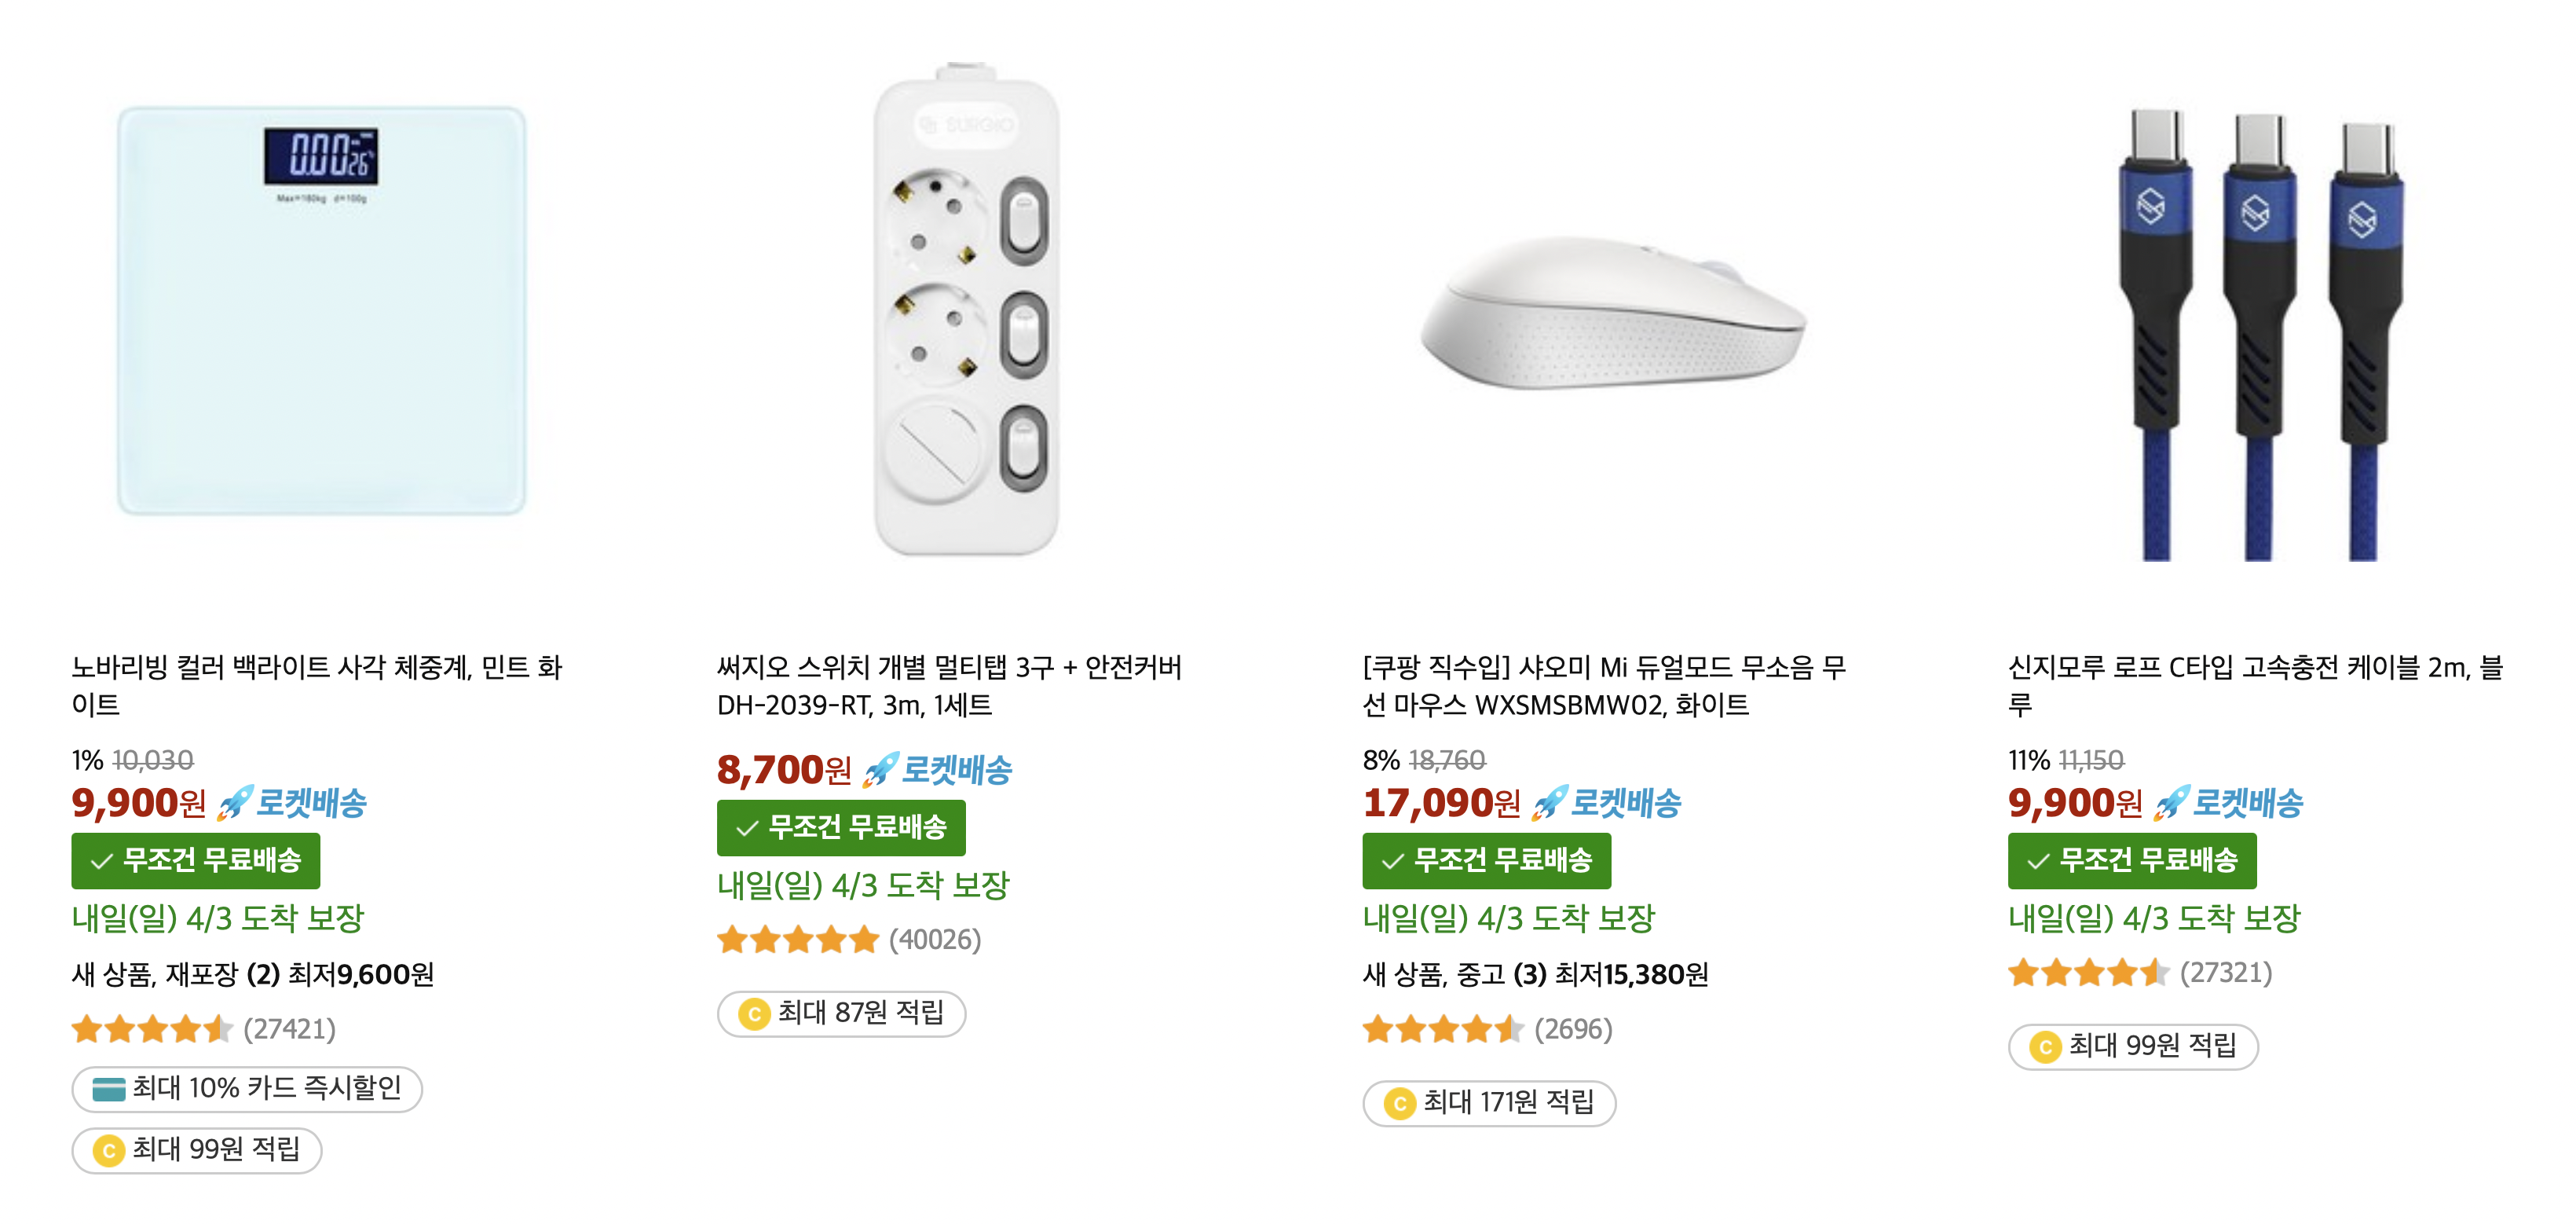 0.00
26
Max=180kg d=100g
SURGIO
노바리빙 컬러 백라이트 사각 체중계, 민트 화
이트
1% 10,030
9,900원 로켓배송
무조건 무료배송
내일(일) 4/3 도착 보장
새 상품, 재포장 (2) 최저9,600원
(27421)
최대 10% 카드 즉시할인
C 최대 99원 적립
써지오 스위치 개별 멀티탭 3구 + 안전커버
DH-2039-RT, 3m, 1세트
8,700원 로켓배송
무조건 무료배송
내일(일) 4/3 도착 보장
(40026)
C 최대 87원 적립
[쿠팡 직수입] 샤오미 Mi 듀얼모드 무소음 무
선 마우스 WXSMSBMW02, 화이트
8% 18,760
17,090원 로켓배송
무조건 무료배송
내일(일) 4/3 도착 보장
새 상품, 중고 (3) 최저15,380원
(2696)
C 최대 171원 적립
신지모루 로프 C타입 고속충전 케이블 2m, 블
루
11% 11,150
9,900원 로켓배송
무조건 무료배송
내일(일) 4/3 도착 보장
(27321)
C 최대 99원 적립